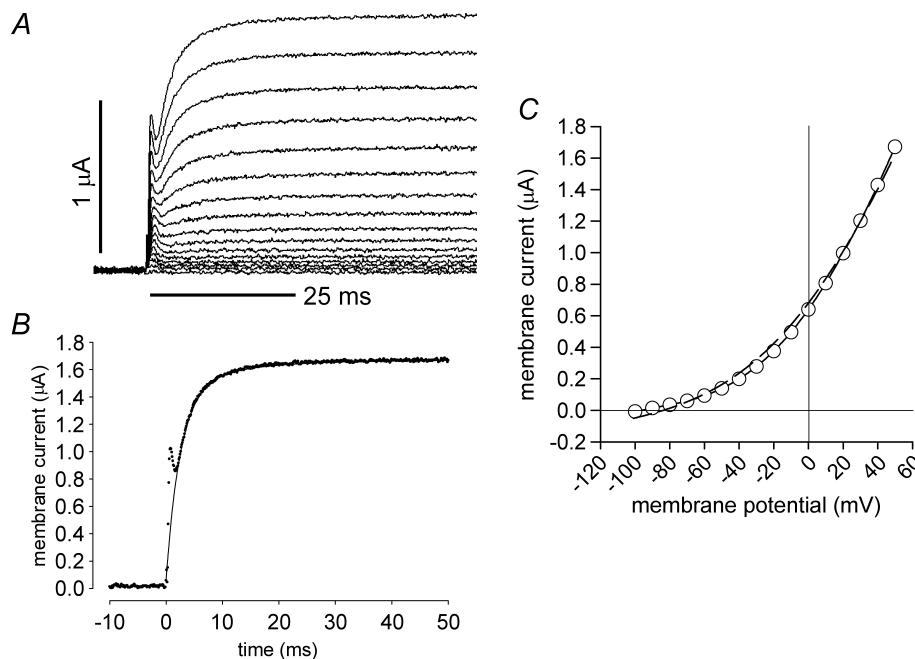 A
1 μA
25 ms
B
1.8
1.6
1.4
1.2
1.0
0.8
0.6
0.4
0.2
0.0
membrane current (μA)
-10 0 10 20 30 40 50
time (ms)
C
1.8
1.6
1.4
1.2
1.0
0.8
0.6
0.4
0.2
0.0
-0.2
membrane current (μA)
-120 -100 -80 -60 -40 -20 0 20 40 60
membrane potential (mV)